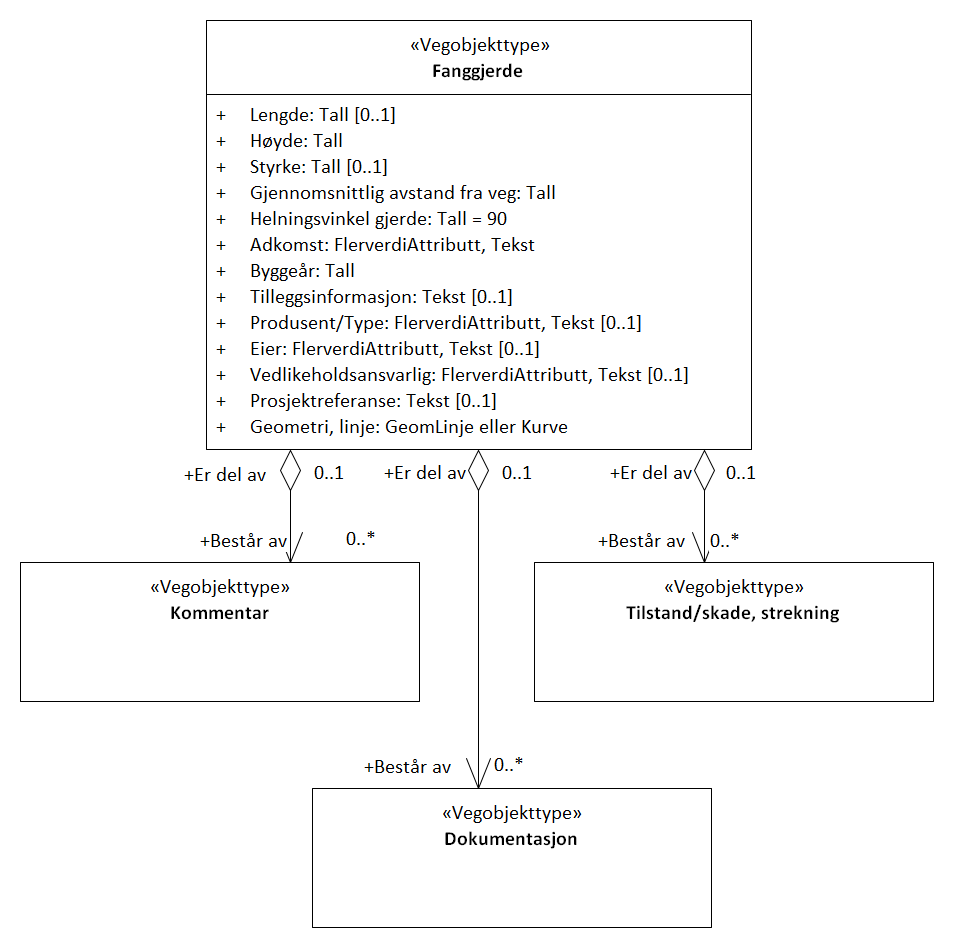 «Vegobjekttype»
Fanggjerde
+ Lengde: Tall [0..1]
+ Høyde: Tall
+ Styrke: Tall [0..1]
+ Gjennomsnittlig avstand fra veg: Tall
+ Helningsvinkel gjerde: Tall = 90
+ Adkomst: FlerverdiAttributt, Tekst
+ Byggeår: Tall
+ Tilleggsinformasjon: Tekst [0..1]
+ Produsent/Type: FlerverdiAttributt, Tekst [0..1]
+ Eier: FlerverdiAttributt, Tekst [0..1]
+ Vedlikeholdsansvarlig: FlerverdiAttributt, Tekst [0..1]
+ Prosjektreferanse: Tekst [0..1]
+ Geometri, linje: GeomLinje eller Kurve
+Er del av 0..1 +Er del av 0..1 +Er del av 0..1
+Består av 0..* +Består av 0..*
«Vegobjekttype» «Vegobjekttype»
Kommentar Tilstand/skade, strekning
+Består av 0..*
«Vegobjekttype»
Dokumentasjon